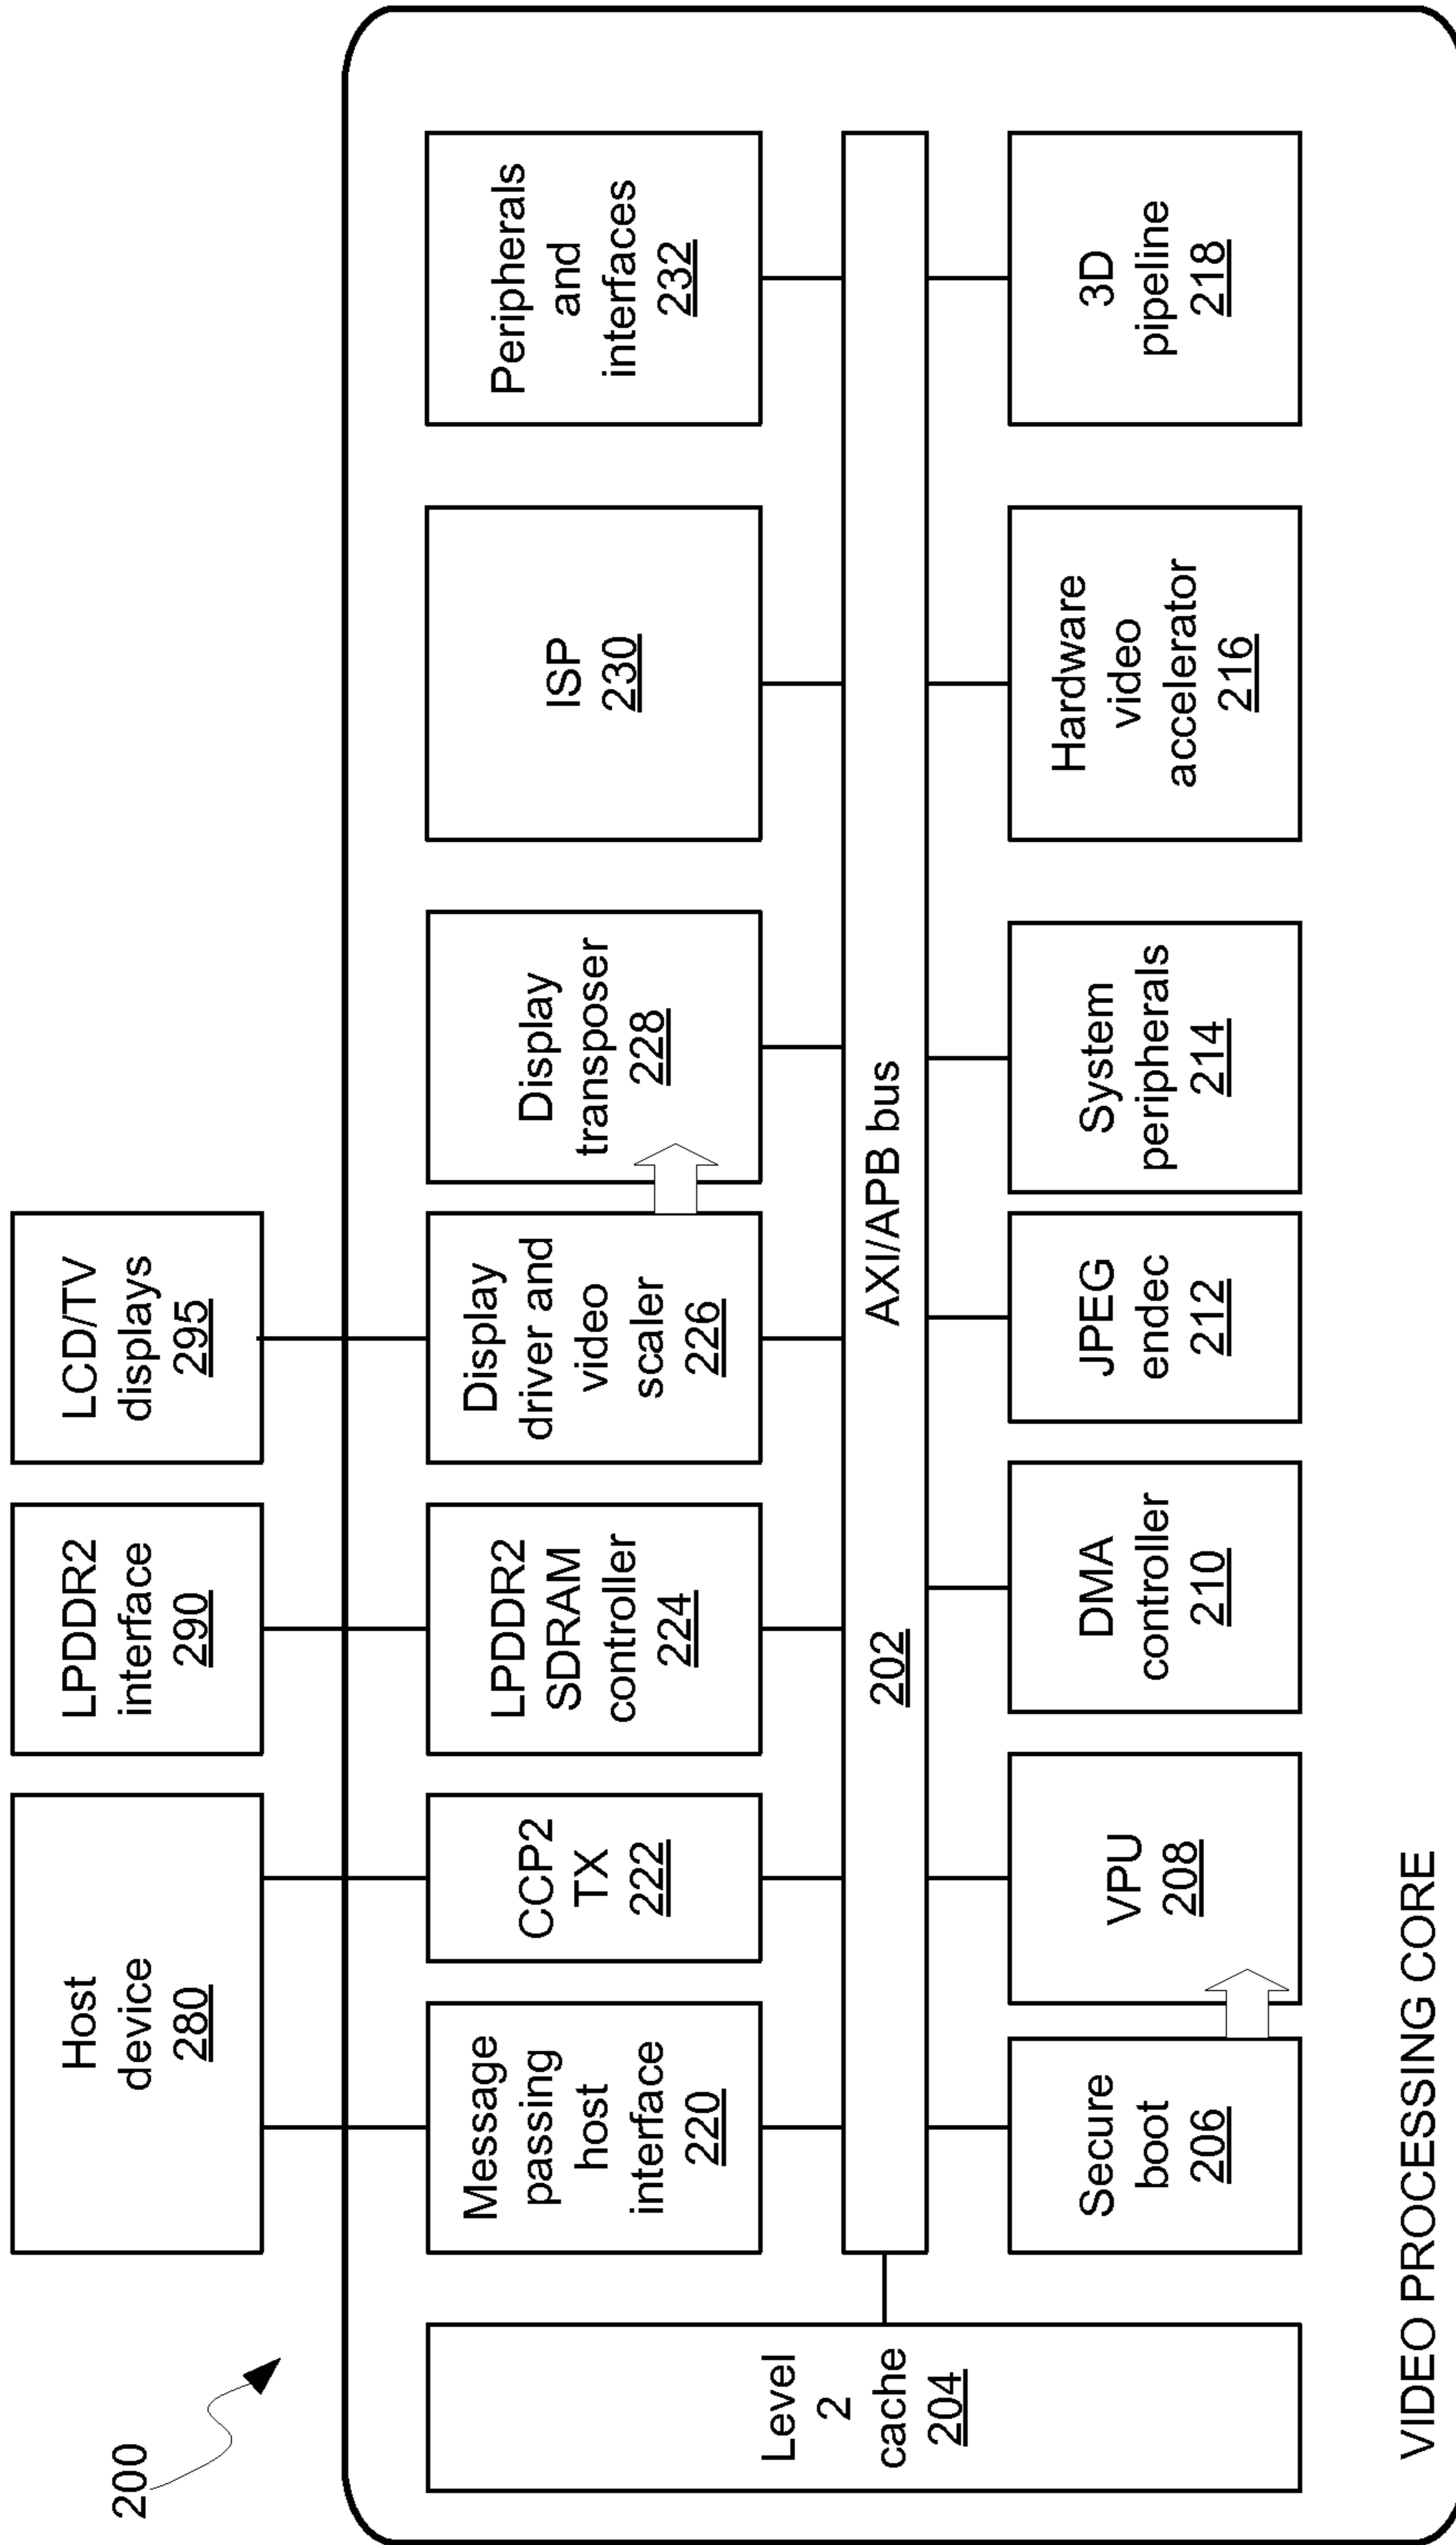 200
Host
device
280
LPDDR2
interface
290
LCD/TV
displays
295
Level
2
cache
204
Message
passing
host
interface
220
CCP2
TX
222
LPDDR2
SDRAM
controller
224
Display
driver and
video
scaler
226
Display
transposer
228
ISP
230
Peripherals
and
interfaces
232
202
AXI/APB bus
Secure
boot
206
VPU
208
DMA
controller
210
JPEG
endec
212
System
peripherals
214
Hardware
video
accelerator
216
3D
pipeline
218
VIDEO PROCESSING CORE